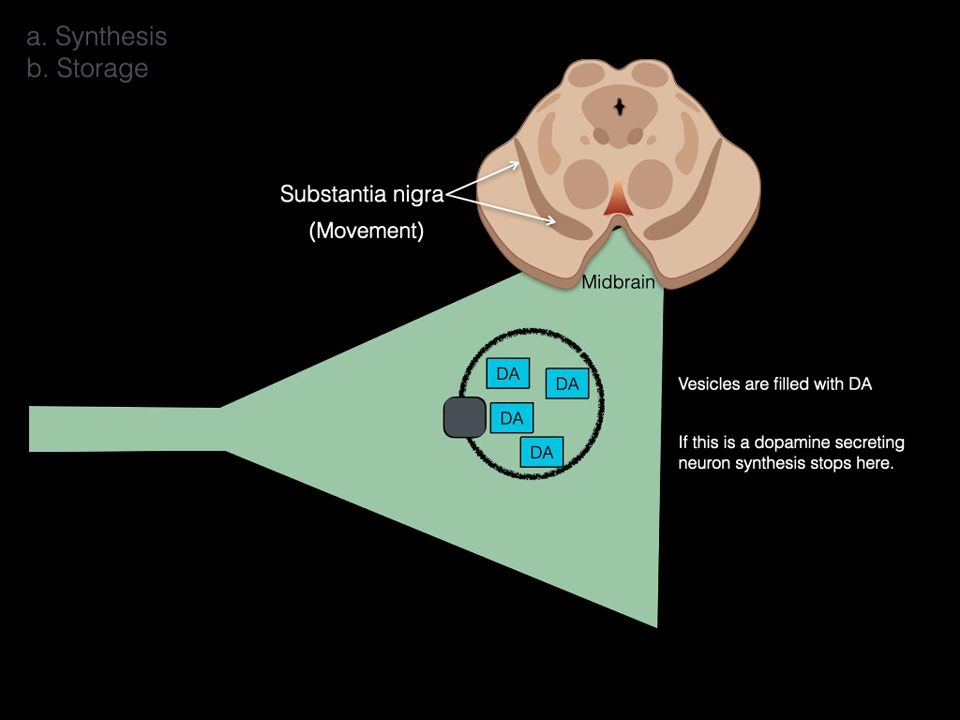 a. Synthesis
b. Storage
Substantia nigra
(Movement)
Midbrain
DA
DA
DA
DA
Vesicles are filled with DA
If this is a dopamine secreting
neuron synthesis stops here.